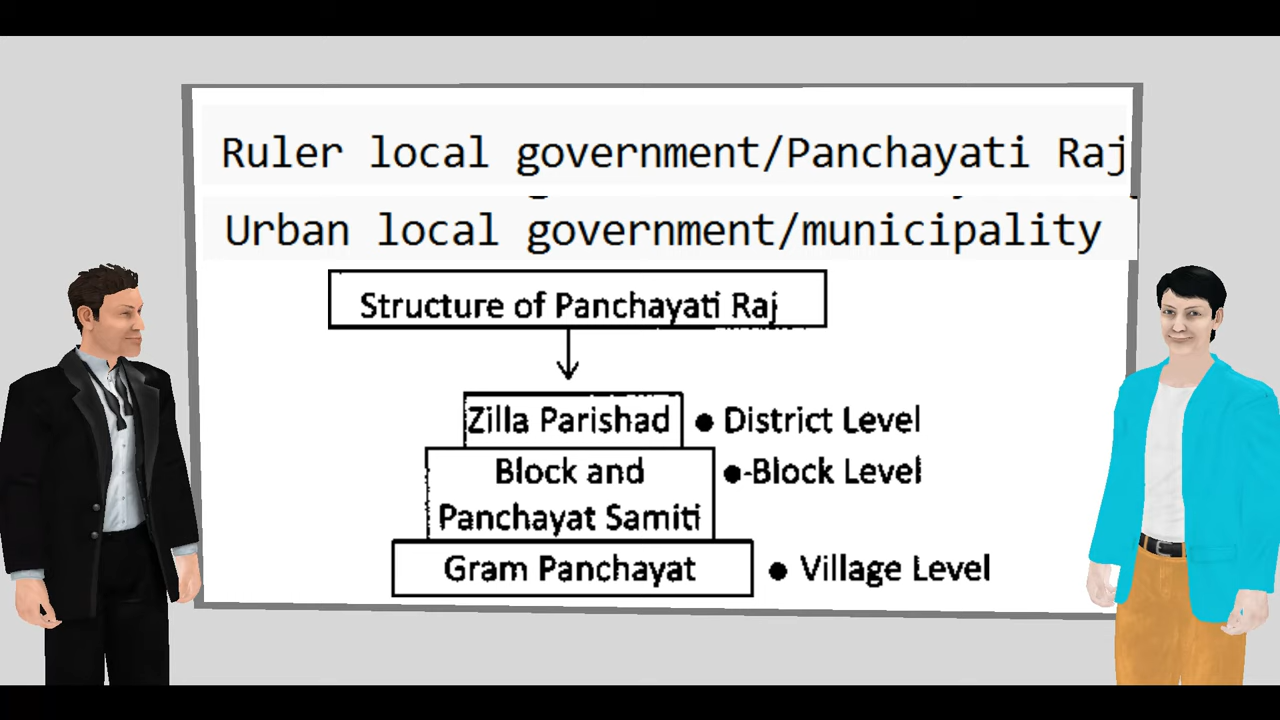 Ruler local government/Panchayati Raj
Urban local government/municipality
Structure of Panchayati Raj
Zilla Parishad ● District Level
Block and ●-Block Level
Panchayat Samiti
Gram Panchayat ● Village Level